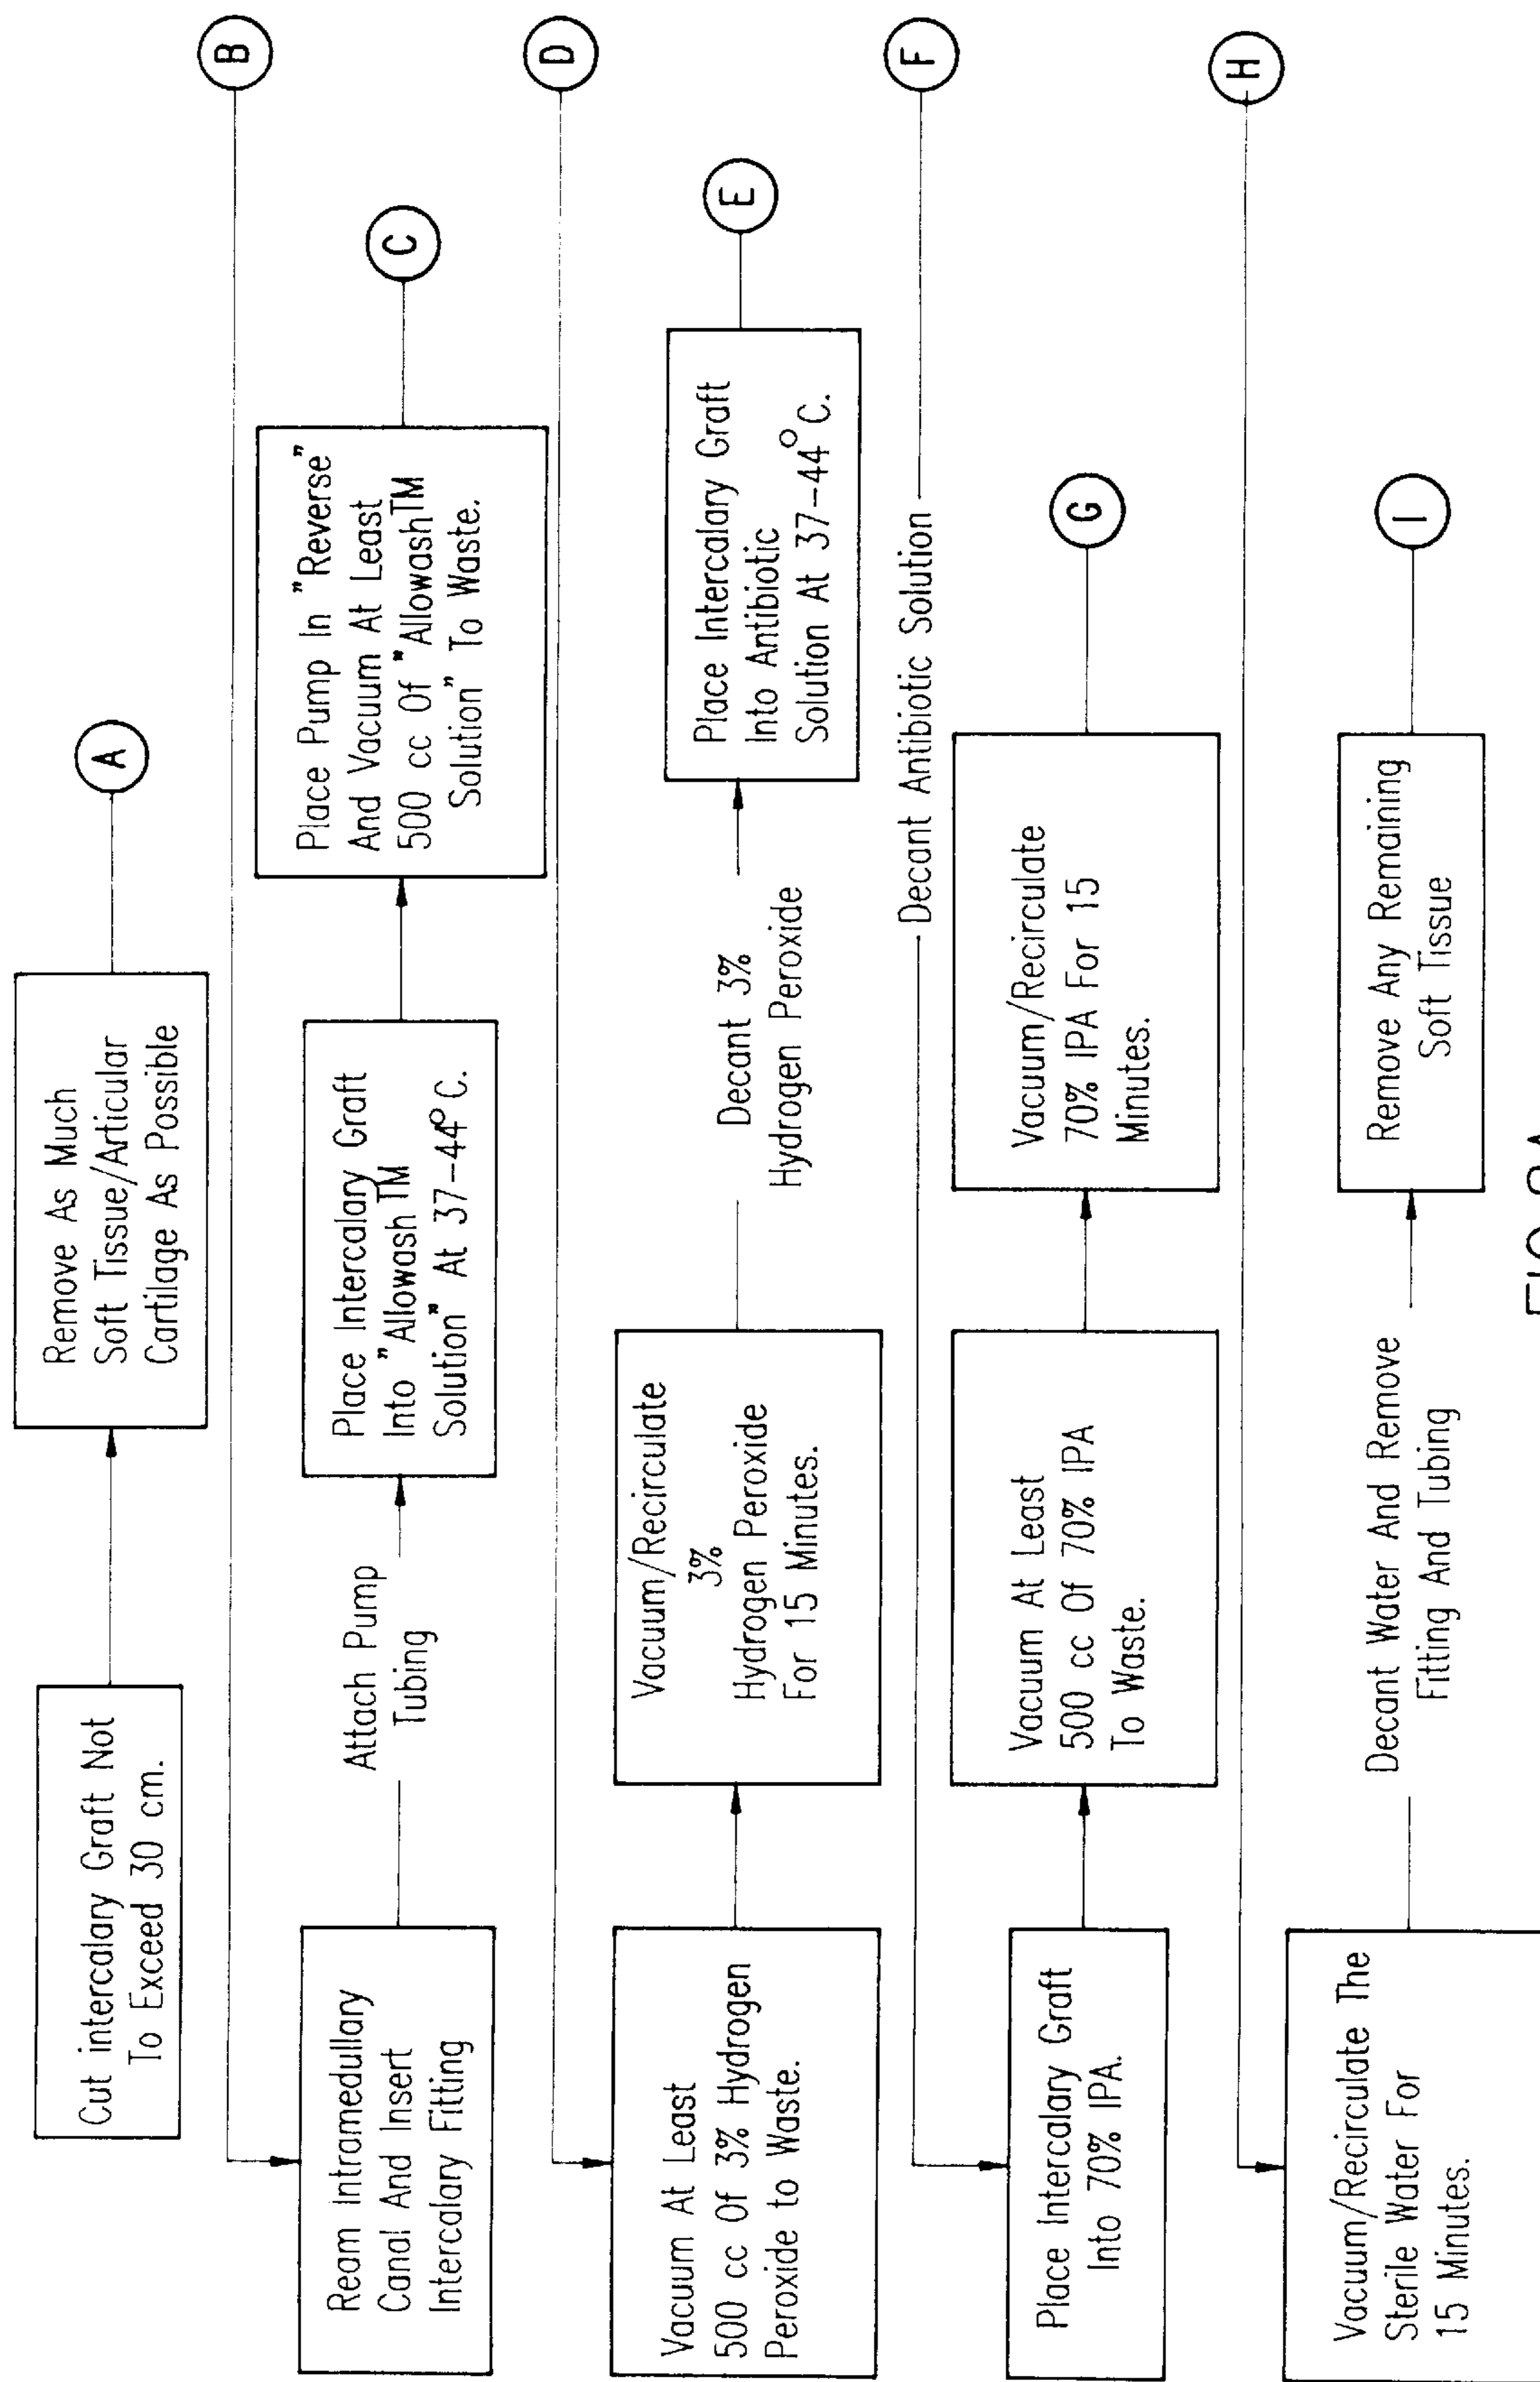 Cut intercalary Graft Not
To Exceed 30 cm.
Remove As Much
Soft Tissue/Articular
Cartilage As Possible
A
B
Ream Intramedullary
Canal And Insert
Intercalary Fitting
Attach Pump
Tubing
Place Intercalary Graft
Into "Allowash™
Solution" At 37-44° C.
Place Pump In "Reverse"
And Vacuum At Least
500 cc Of "Allowash™
Solution" To Waste.
C
D
Vacuum At Least
500 cc Of 3% Hydrogen
Peroxide to Waste.
Vacuum/Recirculate
3%
Hydrogen Peroxide
For 15 Minutes.
Decant 3%
Hydrogen Peroxide
Place Intercalary Graft
Into Antibiotic
Solution At 37-44° C.
E
F
Decant Antibiotic Solution
Place Intercalary Graft
Into 70% IPA.
Vacuum At Least
500 cc Of 70% IPA
To Waste.
Vacuum/Recirculate
70% IPA For 15
Minutes.
G
H
Vacuum/Recirculate The
Sterile Water For
15 Minutes.
Decant Water And Remove
Fitting And Tubing
Remove Any Remaining
Soft Tissue
I